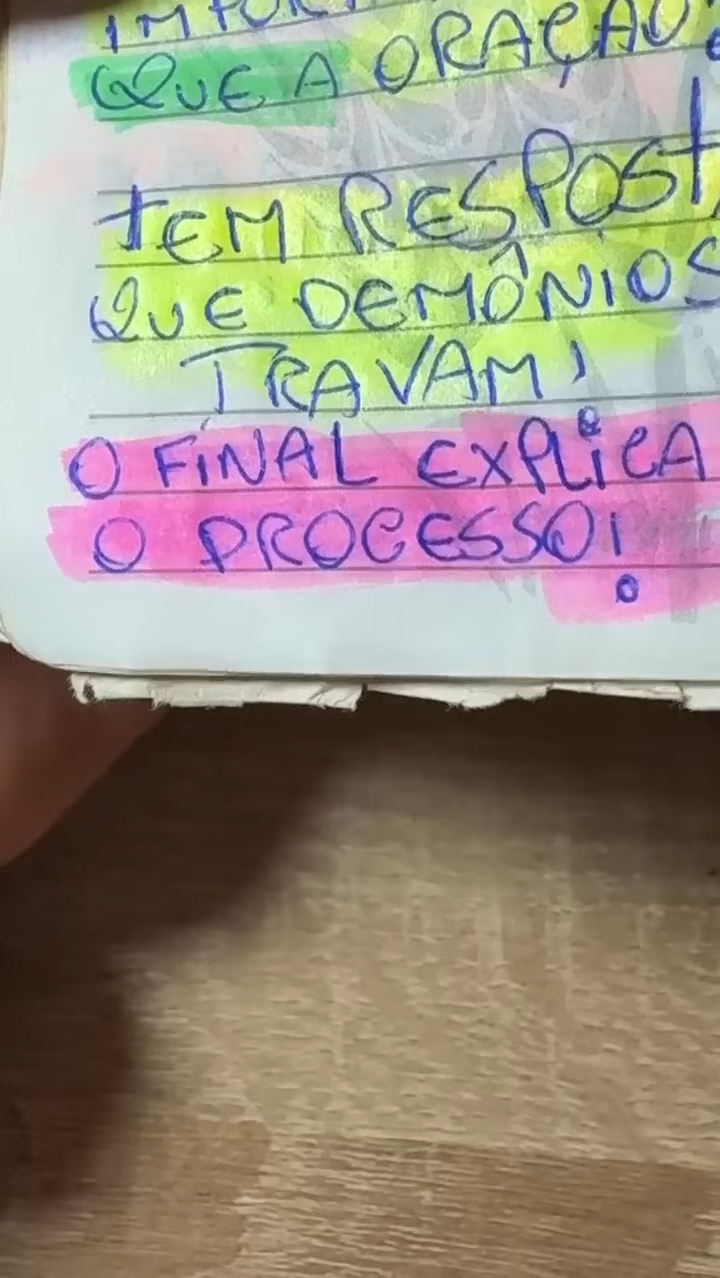 QUE A ORAÇÃO?
TEM RESPOST
QUE DEMÔNIOS
TRAVAM!
O FINAL EXPLICA
O PROCESSO!